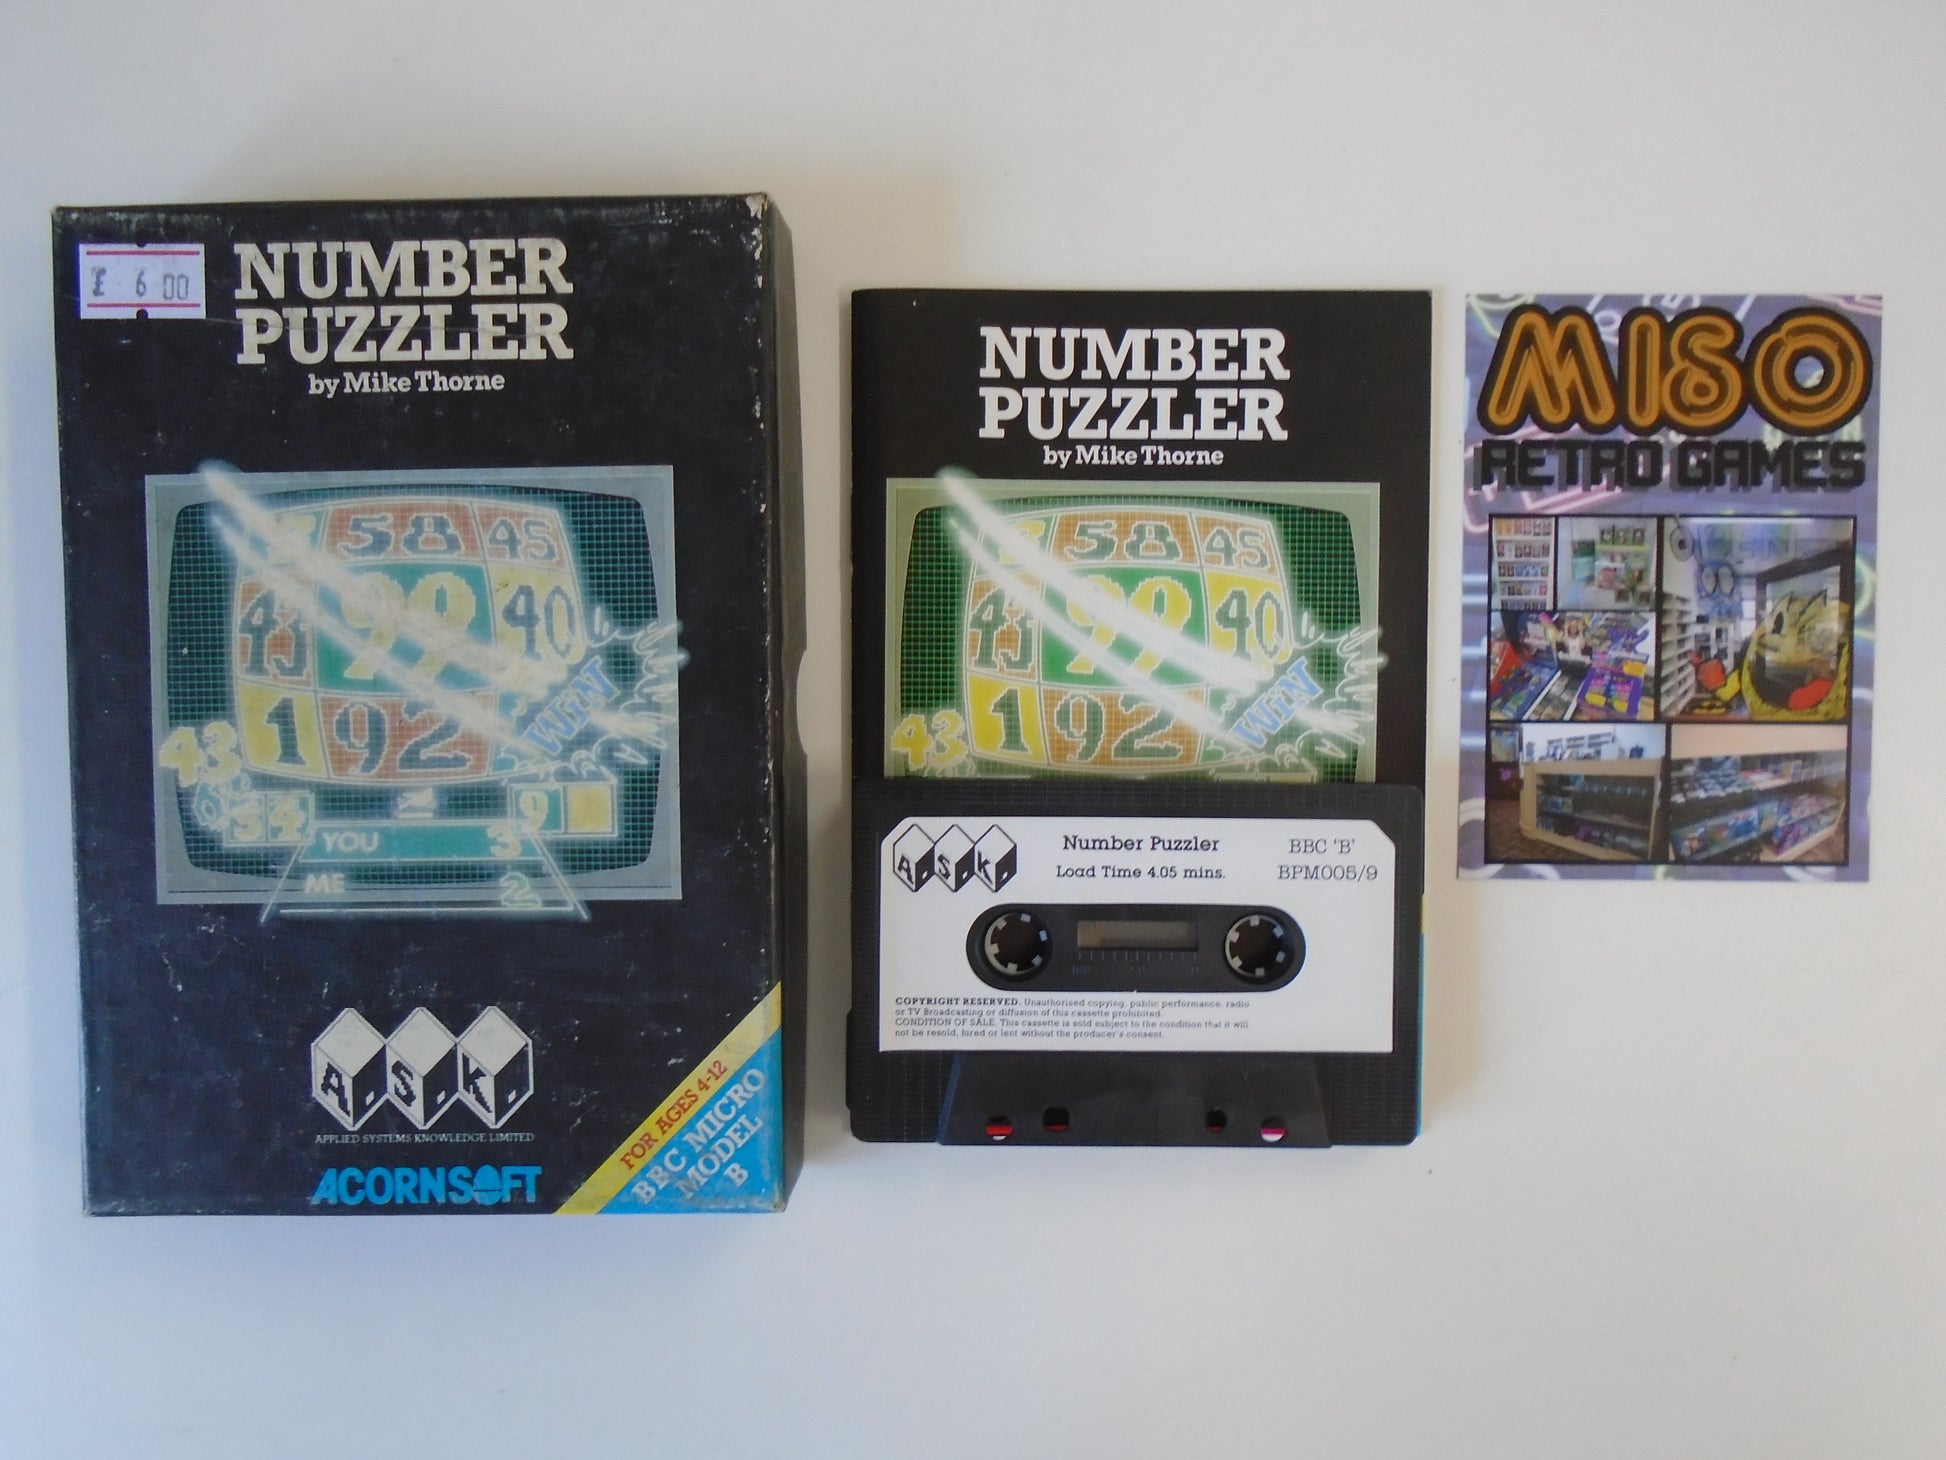 £ 6 00
NUMBER
PUZZLER
by Mike Thorne
58 45
43 99 40
1 92
WIN
43
6 54 2 9
YOU 3
ME 2
A.S.K.
APPLIED SYSTEMS KNOWLEDGE LIMITED
ACORNSOFT
FOR AGES 4-12
BBC MICRO
MODEL
B
NUMBER
PUZZLER
by Mike Thorne
58 45
43 99 40
1 92
WIN
43
A.S.K.
Number Puzzler
Load Time 4.05 mins.
BBC 'B'
BPM005/9
COPYRIGHT RESERVED. Unauthorised copying, public performance, radio
or TV Broadcasting or diffusion of this cassette prohibited.
CONDITION OF SALE. This cassette is sold subject to the condition that it will
not be resold, hired or lent without the producer's consent.
MISO
RETRO GAMES